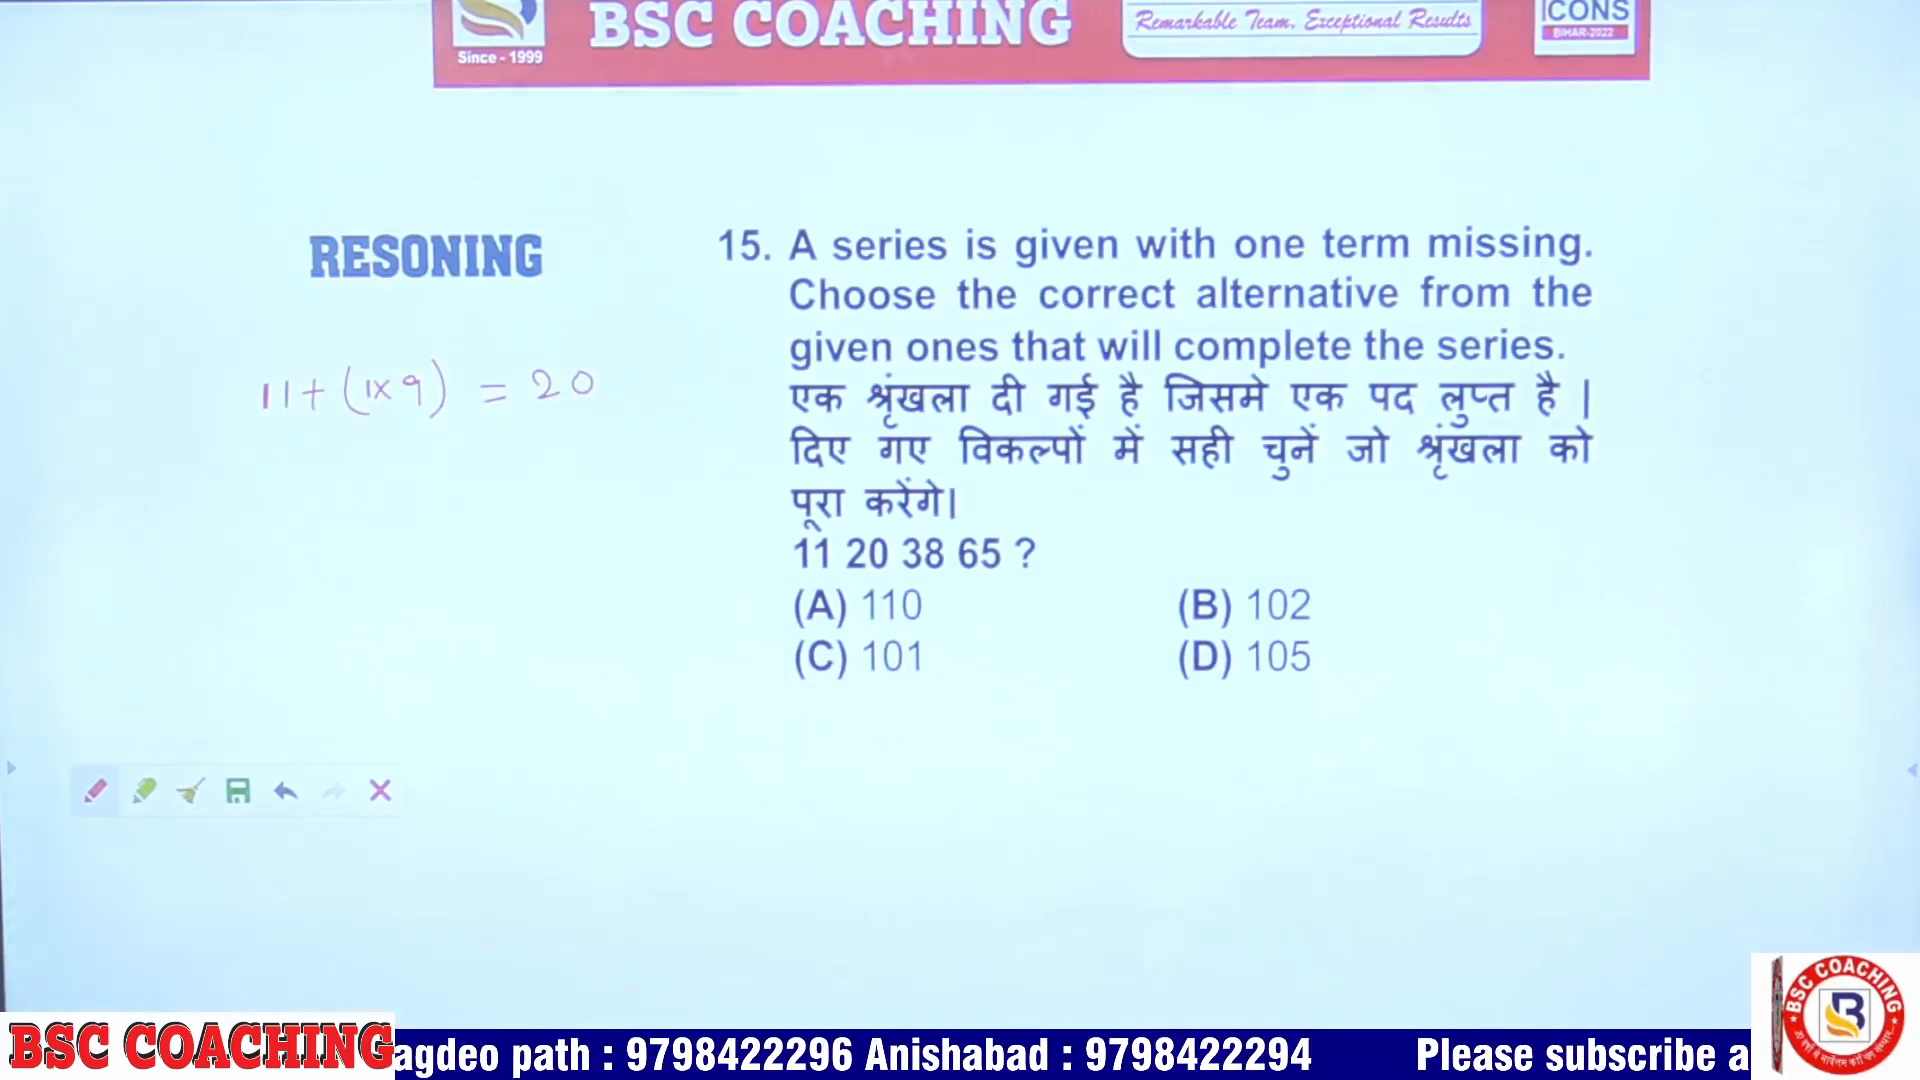 BSC COACHING
Since - 1999
Remarkable Team, Exceptional Results
ICONS
BIHAR-2022
RESONING
11+(1×9) = 20
15. A series is given with one term missing.
Choose the correct alternative from the
given ones that will complete the series.
एक श्रृंखला दी गई है जिसमे एक पद लुप्त है |
दिए गए विकल्पों में सही चुनें जो श्रृंखला को
पूरा करेंगे|
11 20 38 65 ?
(A) 110 (B) 102
(C) 101 (D) 105
BSC COACHING
agdeo path : 9798422296 Anishabad : 9798422294 Please subscribe a
BSC COACHING